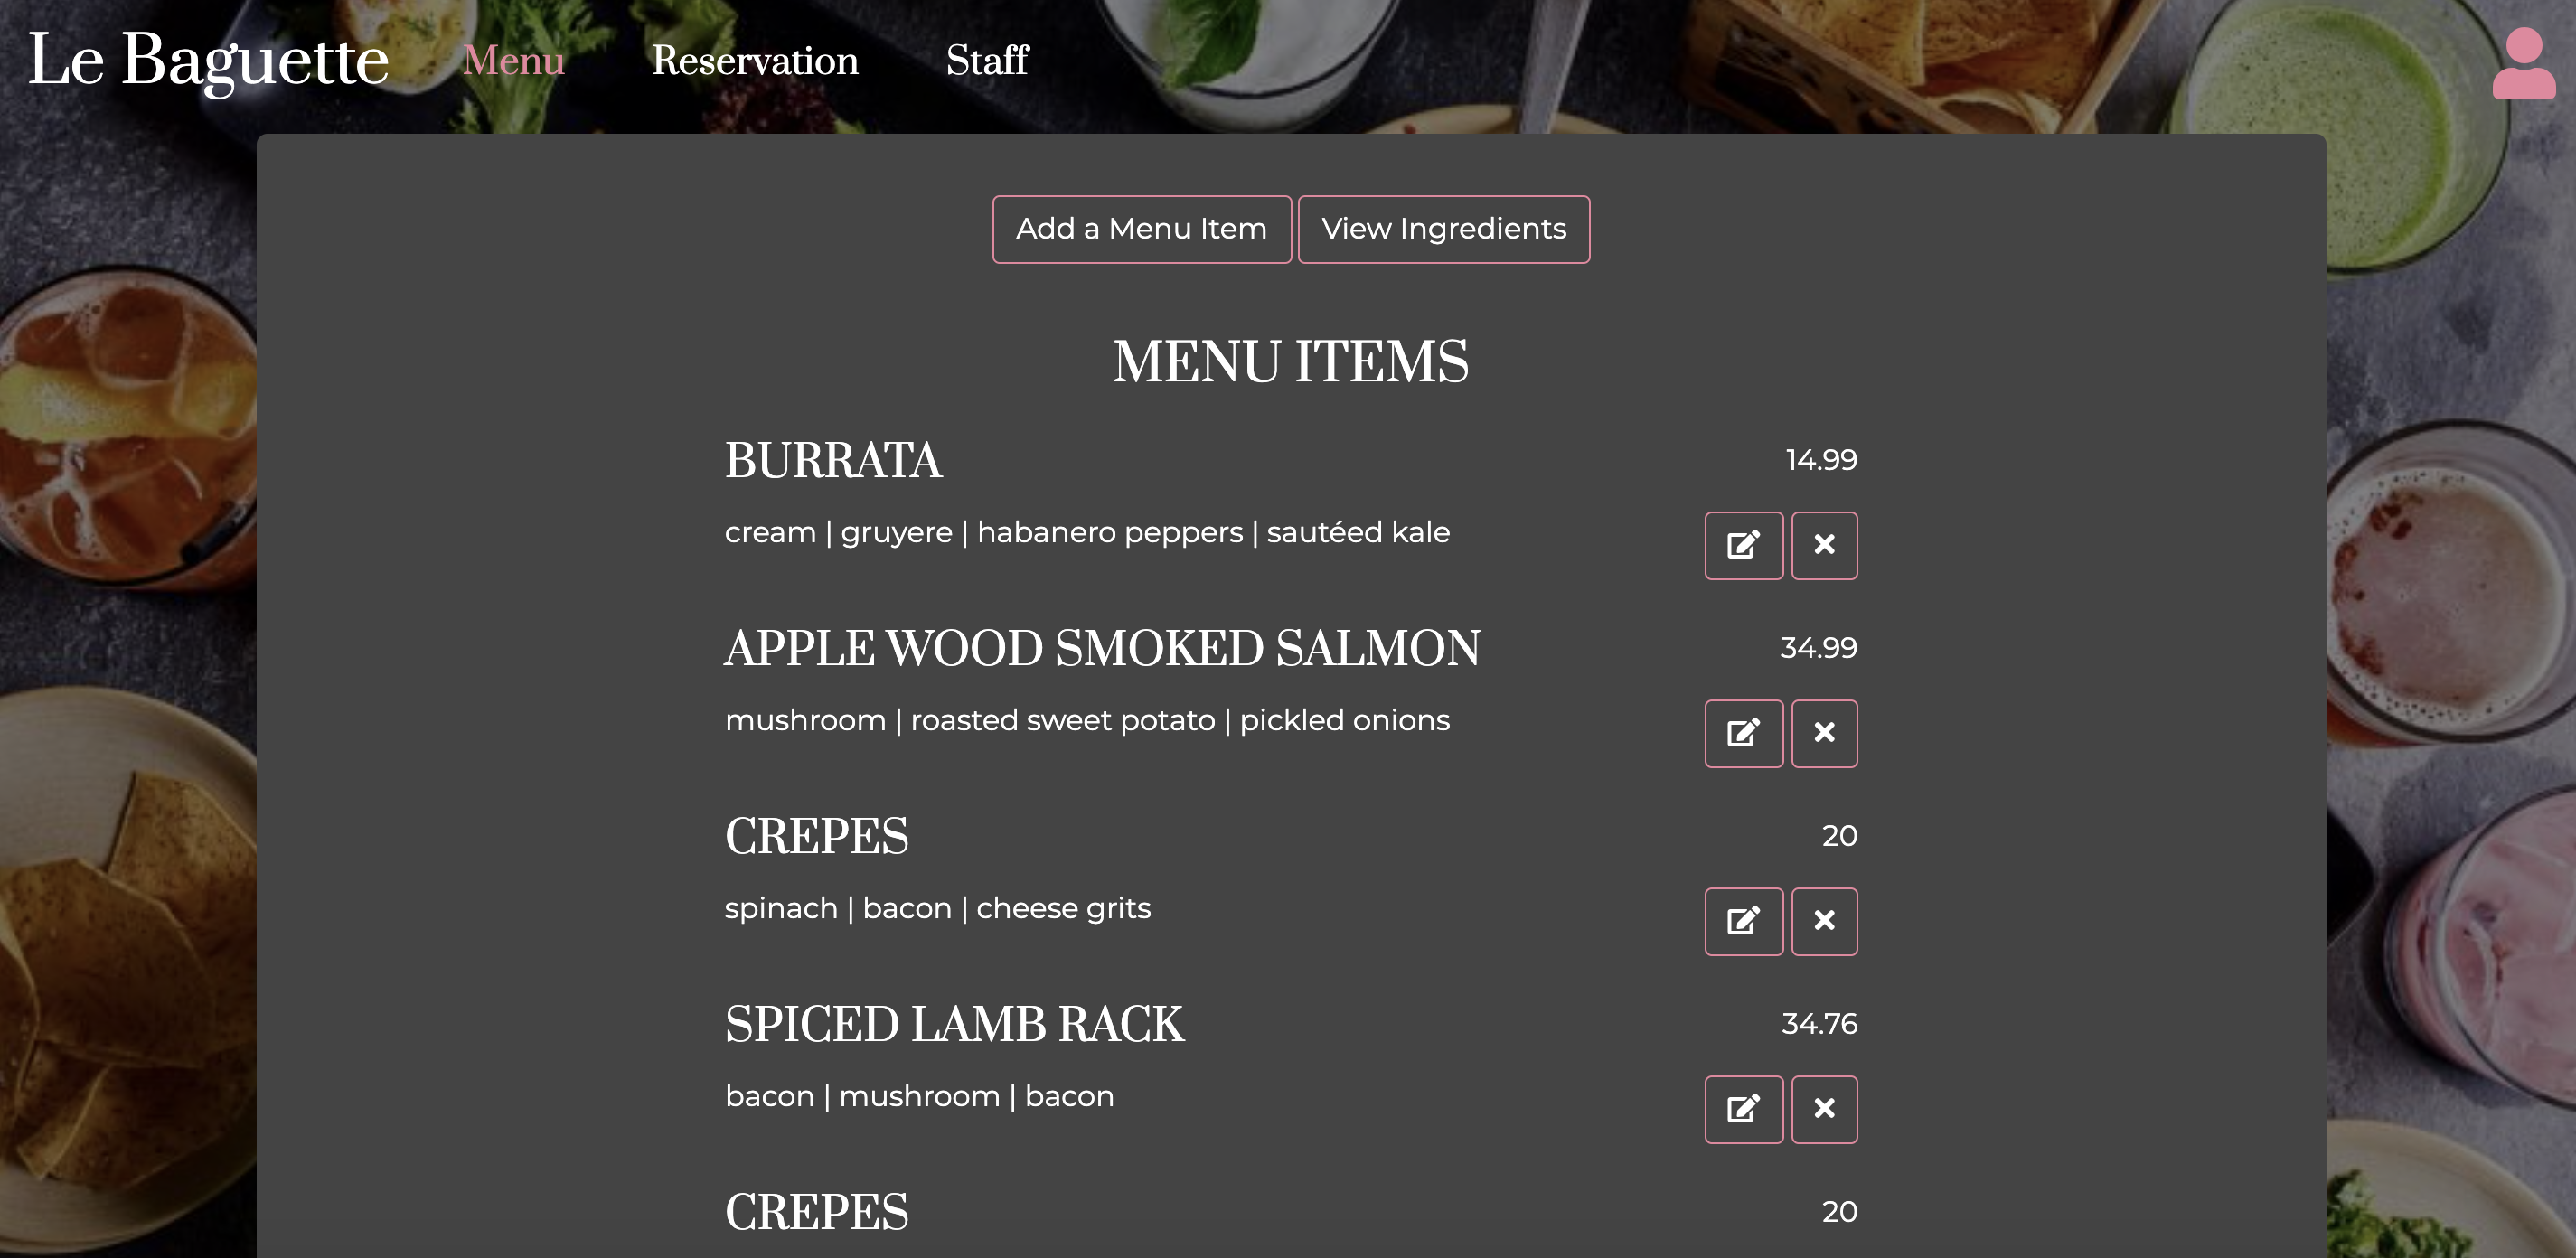 Le Baguette Menu Reservation Staff
Add a Menu Item View Ingredients
MENU ITEMS
BURRATA 14.99
cream | gruyere | habanero peppers | sautéed kale
APPLE WOOD SMOKED SALMON 34.99
mushroom | roasted sweet potato | pickled onions
CREPES 20
spinach | bacon | cheese grits
SPICED LAMB RACK 34.76
bacon | mushroom | bacon
CREPES 20